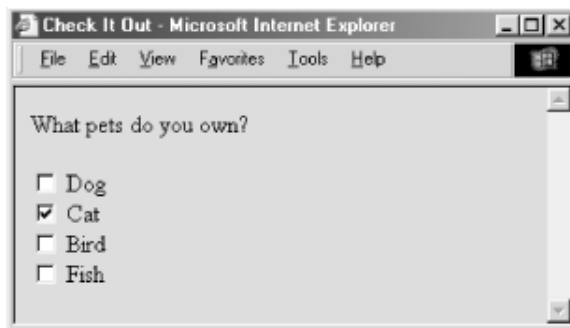 Check It Out - Microsoft Internet Explorer
File Edit View Favorites Tools Help
What pets do you own?
Dog
Cat
Bird
Fish